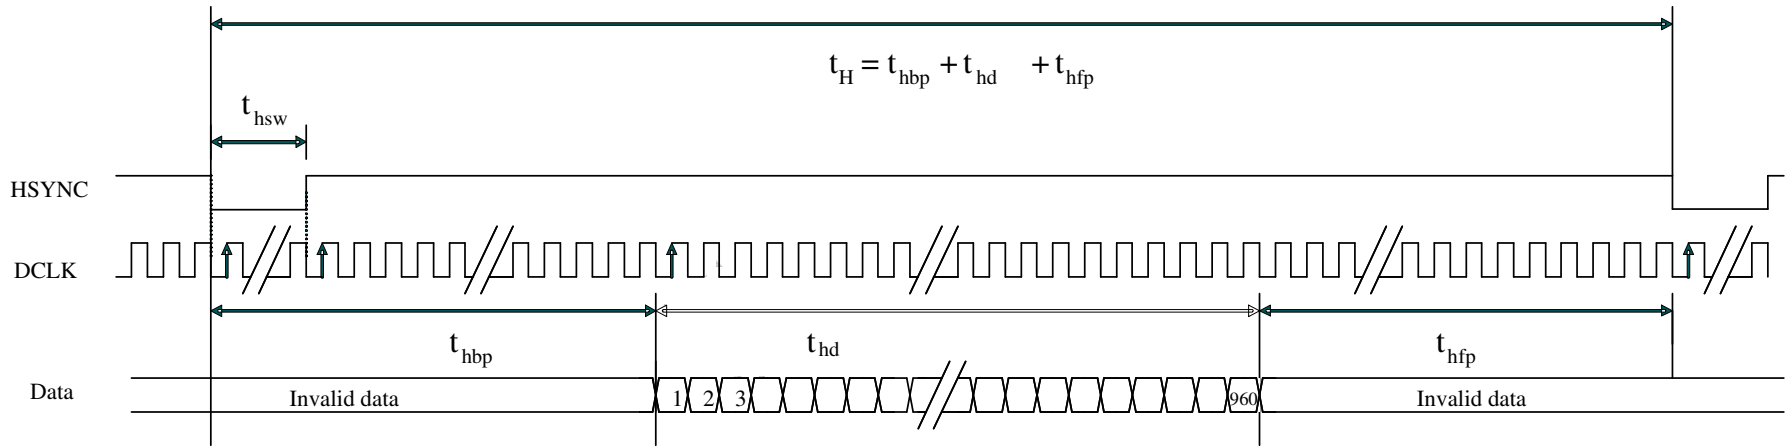 t_H = t_hbp + t_hd + t_hfp
t_hsw
HSYNC
DCLK
t_hbp t_hd t_hfp
Data Invalid data 1 2 3 960 Invalid data